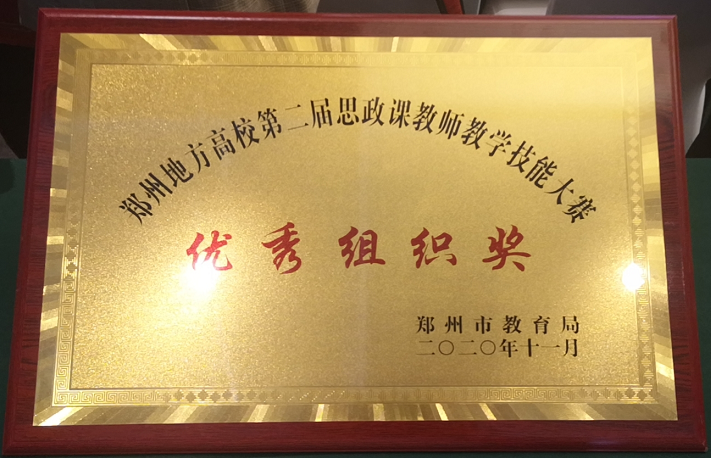 郑州地方高校第二届思政课教师教学技能大赛
优秀组织奖
郑州市教育局
二〇二〇年十一月